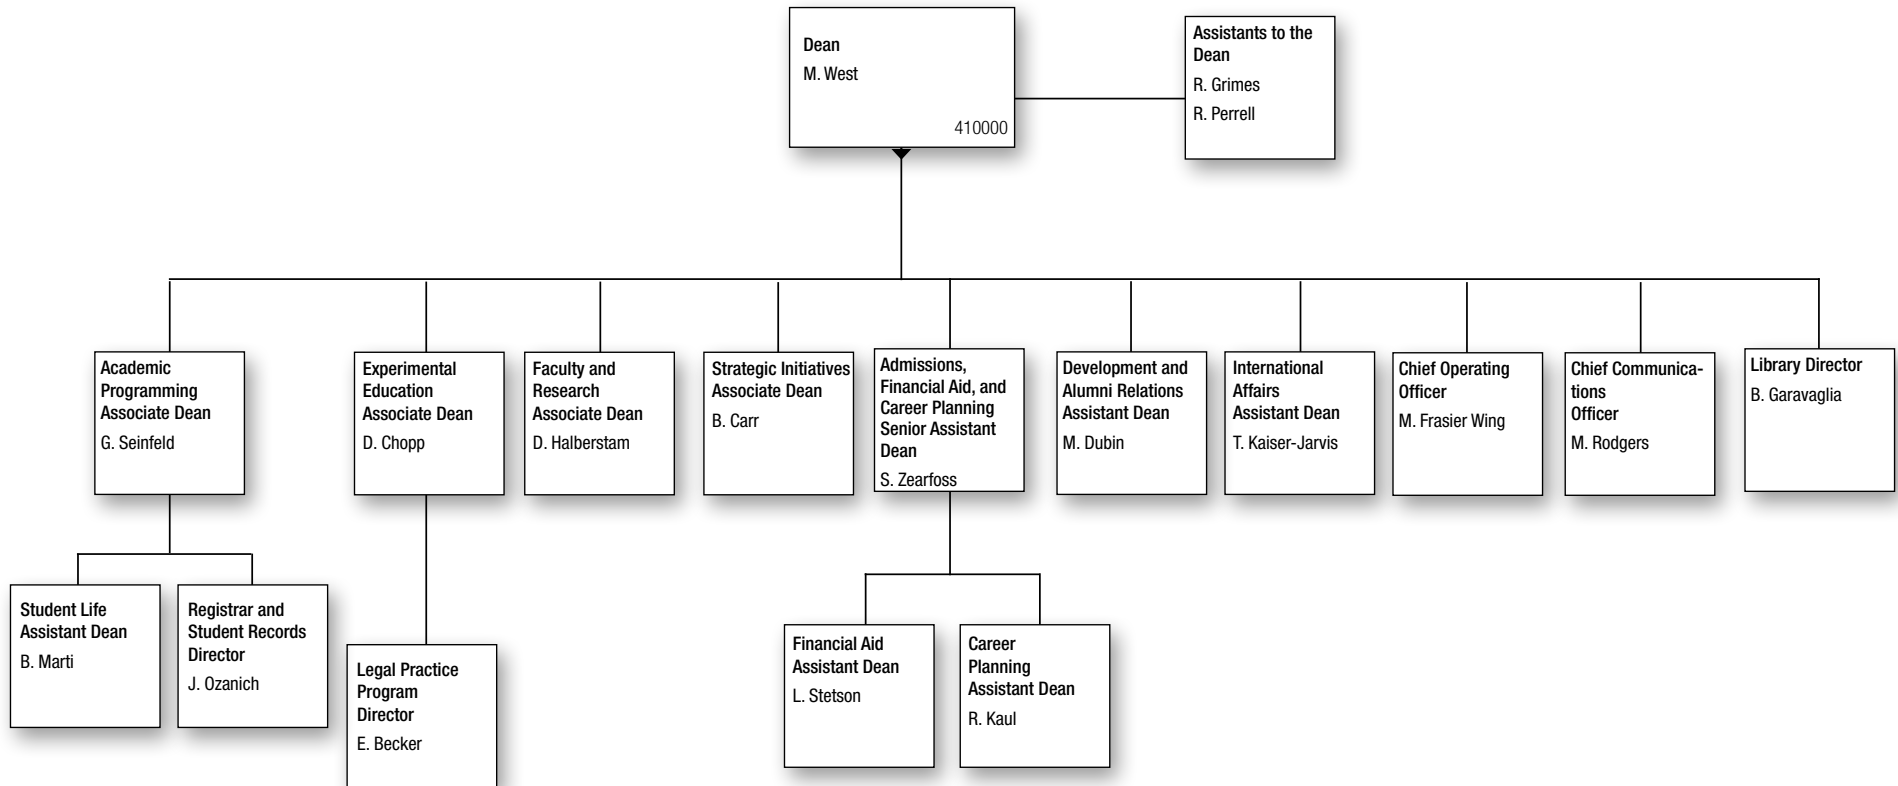 Dean
M. West
410000
Assistants to the
Dean
R. Grimes
R. Perrell
Academic
Programming
Associate Dean
G. Seinfeld
Experimental
Education
Associate Dean
D. Chopp
Faculty and
Research
Associate Dean
D. Halberstam
Strategic Initiatives
Associate Dean
B. Carr
Admissions,
Financial Aid, and
Career Planning
Senior Assistant
Dean
S. Zearfoss
Development and
Alumni Relations
Assistant Dean
M. Dubin
International
Affairs
Assistant Dean
T. Kaiser-Jarvis
Chief Operating
Officer
M. Frasier Wing
Chief Communica-
tions
Officer
M. Rodgers
Library Director
B. Garavaglia
Student Life
Assistant Dean
B. Marti
Registrar and
Student Records
Director
J. Ozanich
Legal Practice
Program
Director
E. Becker
Financial Aid
Assistant Dean
L. Stetson
Career
Planning
Assistant Dean
R. Kaul